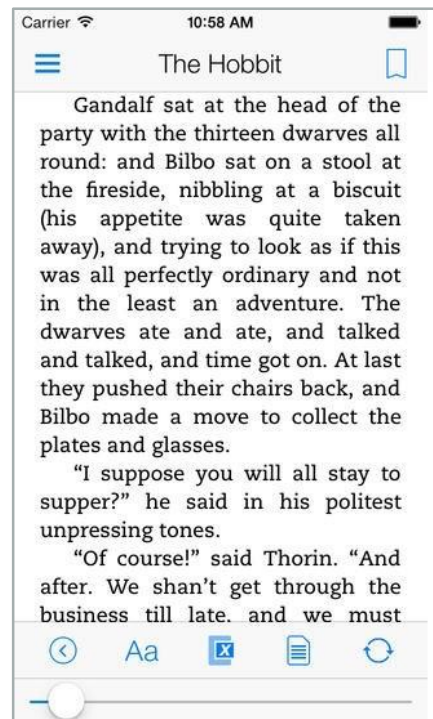 Carrier 10:58 AM
The Hobbit
Gandalf sat at the head of the
party with the thirteen dwarves all
round: and Bilbo sat on a stool at
the fireside, nibbling at a biscuit
(his appetite was quite taken
away), and trying to look as if this
was all perfectly ordinary and not
in the least an adventure. The
dwarves ate and ate, and talked
and talked, and time got on. At last
they pushed their chairs back, and
Bilbo made a move to collect the
plates and glasses.
“I suppose you will all stay to
supper?” he said in his politest
unpressing tones.
“Of course!” said Thorin. “And
after. We shan’t get through the
business till late, and we must
Aa X